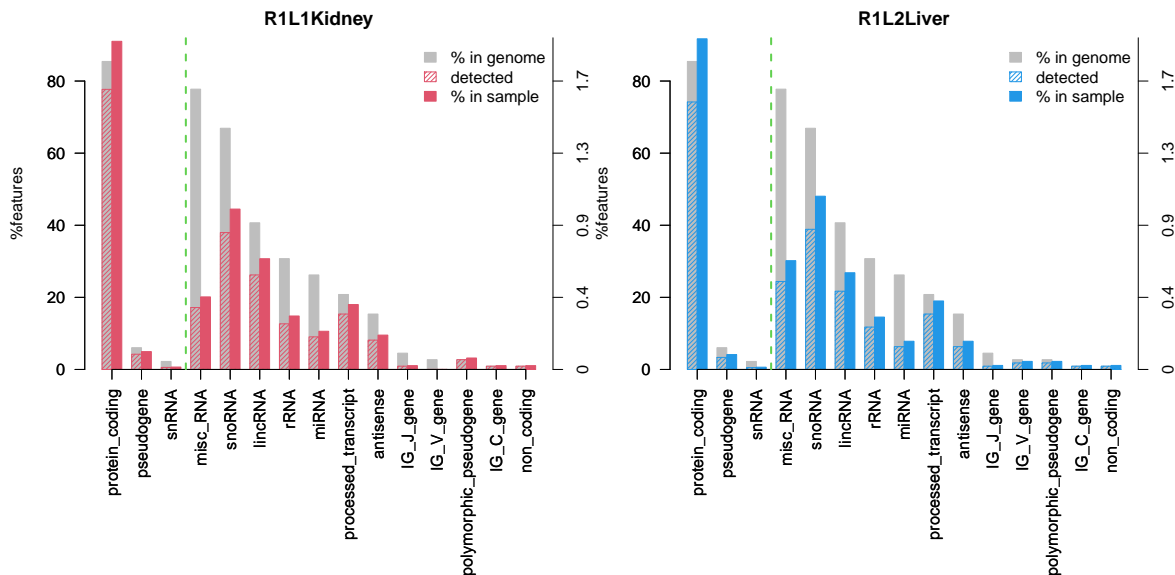 R1L1Kidney
%features
0
20
40
60
80
0
0.4
0.9
1.3
1.7
% in genome
detected
% in sample
protein_coding
pseudogene
snRNA
misc_RNA
snoRNA
lincRNA
rRNA
miRNA
processed_transcript
antisense
IG_J_gene
IG_V_gene
polymorphic_pseudogene
IG_C_gene
non_coding
R1L2Liver
%features
0
20
40
60
80
0
0.4
0.9
1.3
1.7
% in genome
detected
% in sample
protein_coding
pseudogene
snRNA
misc_RNA
snoRNA
lincRNA
rRNA
miRNA
processed_transcript
antisense
IG_J_gene
IG_V_gene
polymorphic_pseudogene
IG_C_gene
non_coding